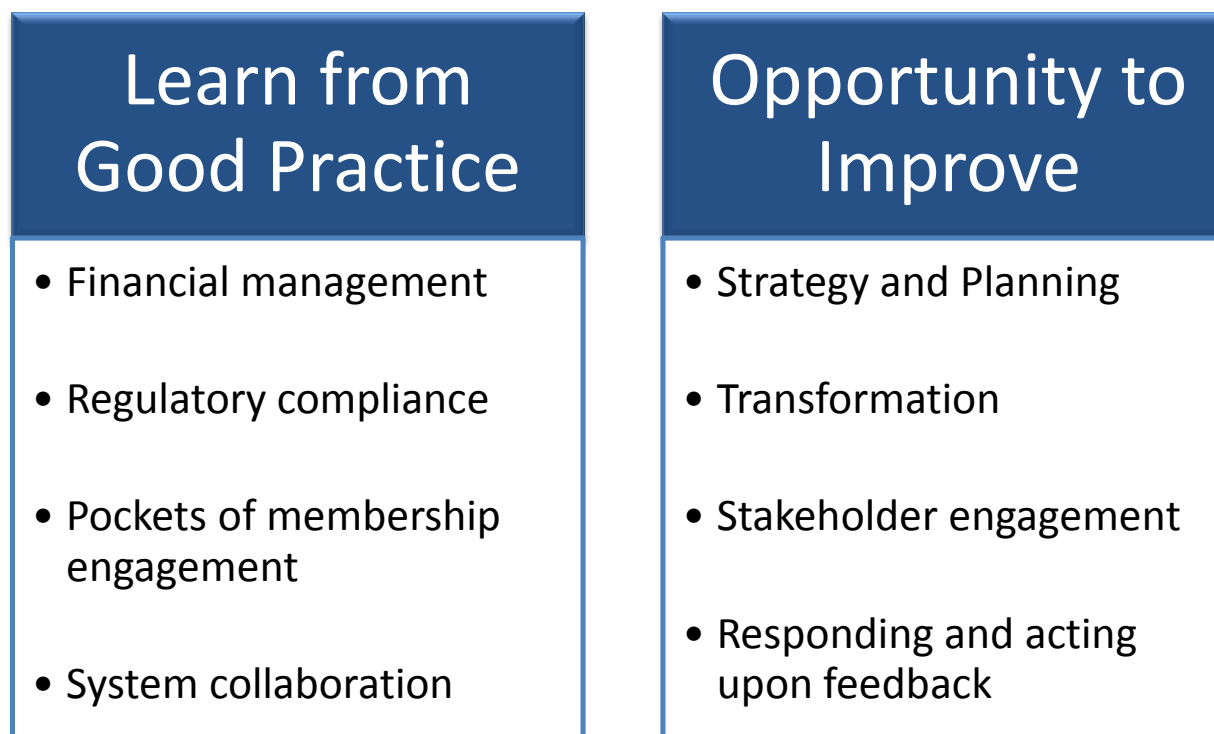 Learn from
Good Practice
• Financial management
• Regulatory compliance
• Pockets of membership
engagement
• System collaboration
Opportunity to
Improve
• Strategy and Planning
• Transformation
• Stakeholder engagement
• Responding and acting
upon feedback